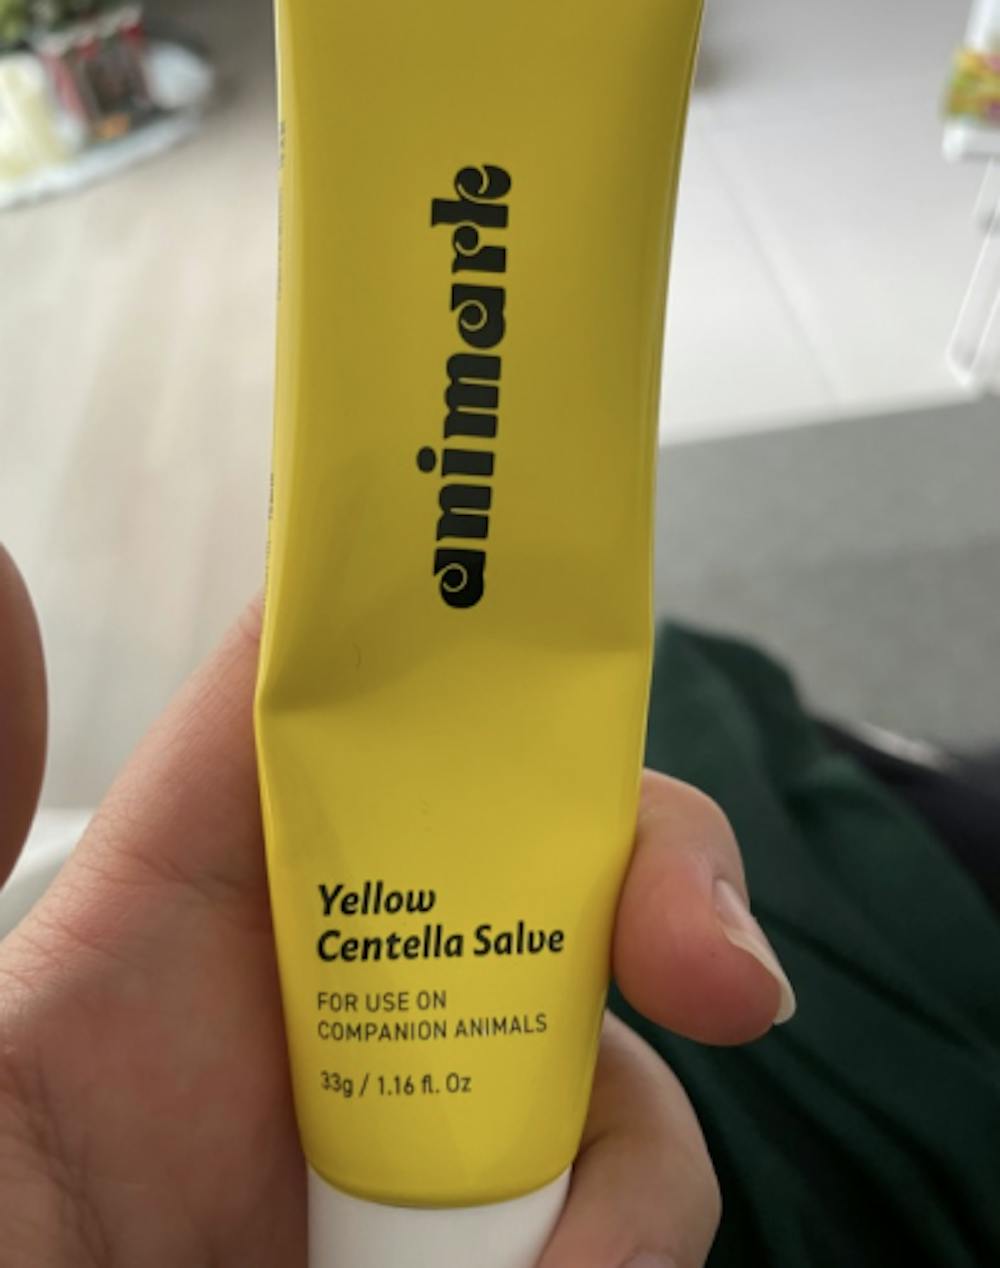 animark
Yellow
Centella Salve
FOR USE ON
COMPANION ANIMALS
33g / 1.16 fl. Oz